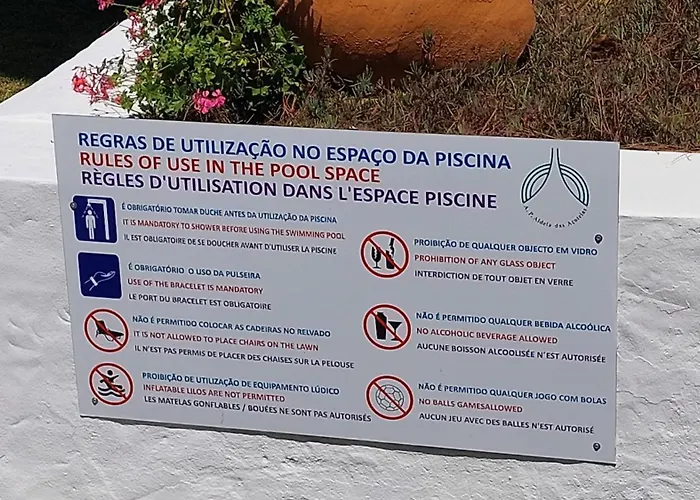 REGRAS DE UTILIZAÇÃO NO ESPAÇO DA PISCINA
RULES OF USE IN THE POOL SPACE
RÈGLES D'UTILISATION DANS L'ESPACE PISCINE
A.P. Aldeia das Açoteias
É OBRIGATÓRIO TOMAR DUCHE ANTES DA UTILIZAÇÃO DA PISCINA
IT IS MANDATORY TO SHOWER BEFORE USING THE SWIMMING POOL
IL EST OBLIGATOIRE DE SE DOUCHER AVANT D'UTILISER LA PISCINE
É OBRIGATÓRIO O USO DA PULSEIRA
USE OF THE BRACELET IS MANDATORY
LE PORT DU BRACELET EST OBLIGATOIRE
NÃO É PERMITIDO COLOCAR AS CADEIRAS NO RELVADO
IT IS NOT ALLOWED TO PLACE CHAIRS ON THE LAWN
IL N'EST PAS PERMIS DE PLACER DES CHAISES SUR LA PELOUSE
PROIBIÇÃO DE UTILIZAÇÃO DE EQUIPAMENTO LÚDICO
INFLATABLE LILOS ARE NOT PERMITTED
LES MATELAS GONFLABLES / BOUÉES NE SONT PAS AUTORISÉS
PROIBIÇÃO DE QUALQUER OBJECTO EM VIDRO
PROHIBITION OF ANY GLASS OBJECT
INTERDICTION DE TOUT OBJET EN VERRE
NÃO É PERMITIDO QUALQUER BEBIDA ALCOÓLICA
NO ALCOHOLIC BEVERAGE ALLOWED
AUCUNE BOISSON ALCOOLISÉE N'EST AUTORISÉE
NÃO É PERMITIDO QUALQUER JOGO COM BOLAS
NO BALLS GAMESALLOWED
AUCUN JEU AVEC DES BALLES N'EST AUTORISÉ